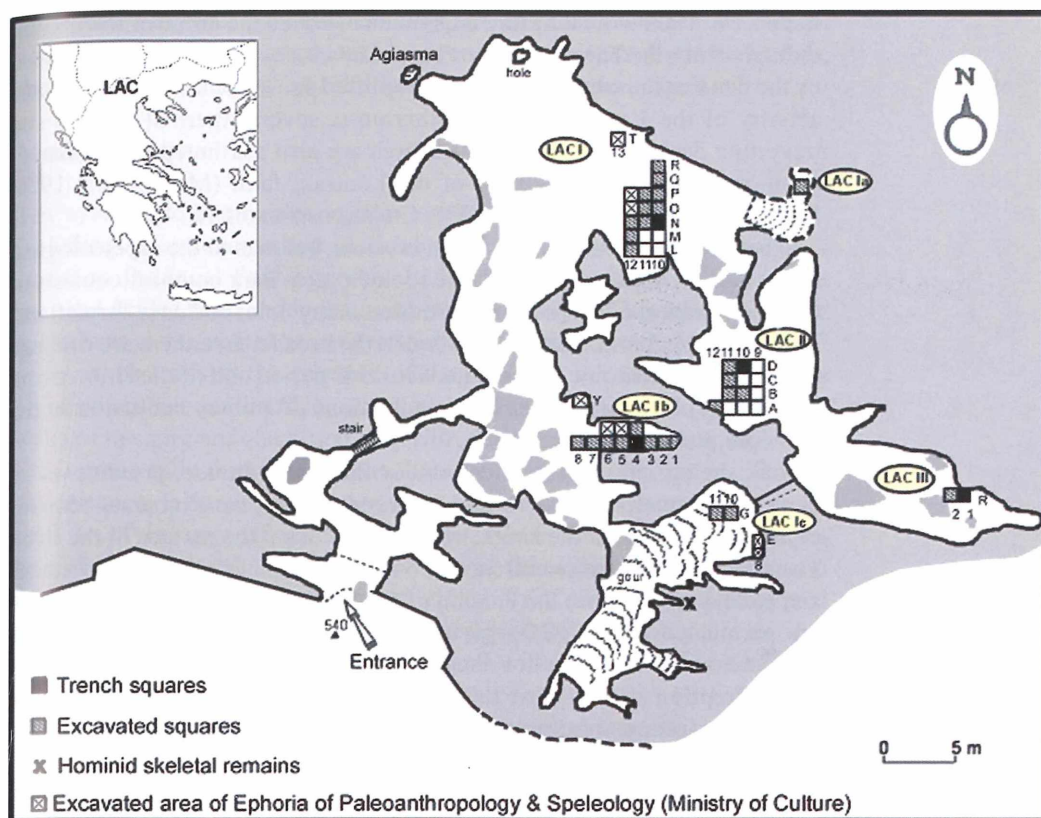 LAC
Agiasma
hole
N
LAC I
T
13
LAC Ia
R
Q
P
O
N
M
L
12 11 10
LAC II
12 11 10 9
D
C
B
A
Y
LAC Ib
stair
8 7 6 5 4 3 2 1
LAC III
R
2 1
11 10
G
LAC Ic
E
8
gour
540
Entrance
0 5 m
Trench squares
Excavated squares
x Hominid skeletal remains
Excavated area of Ephoria of Paleoanthropology & Speleology (Ministry of Culture)